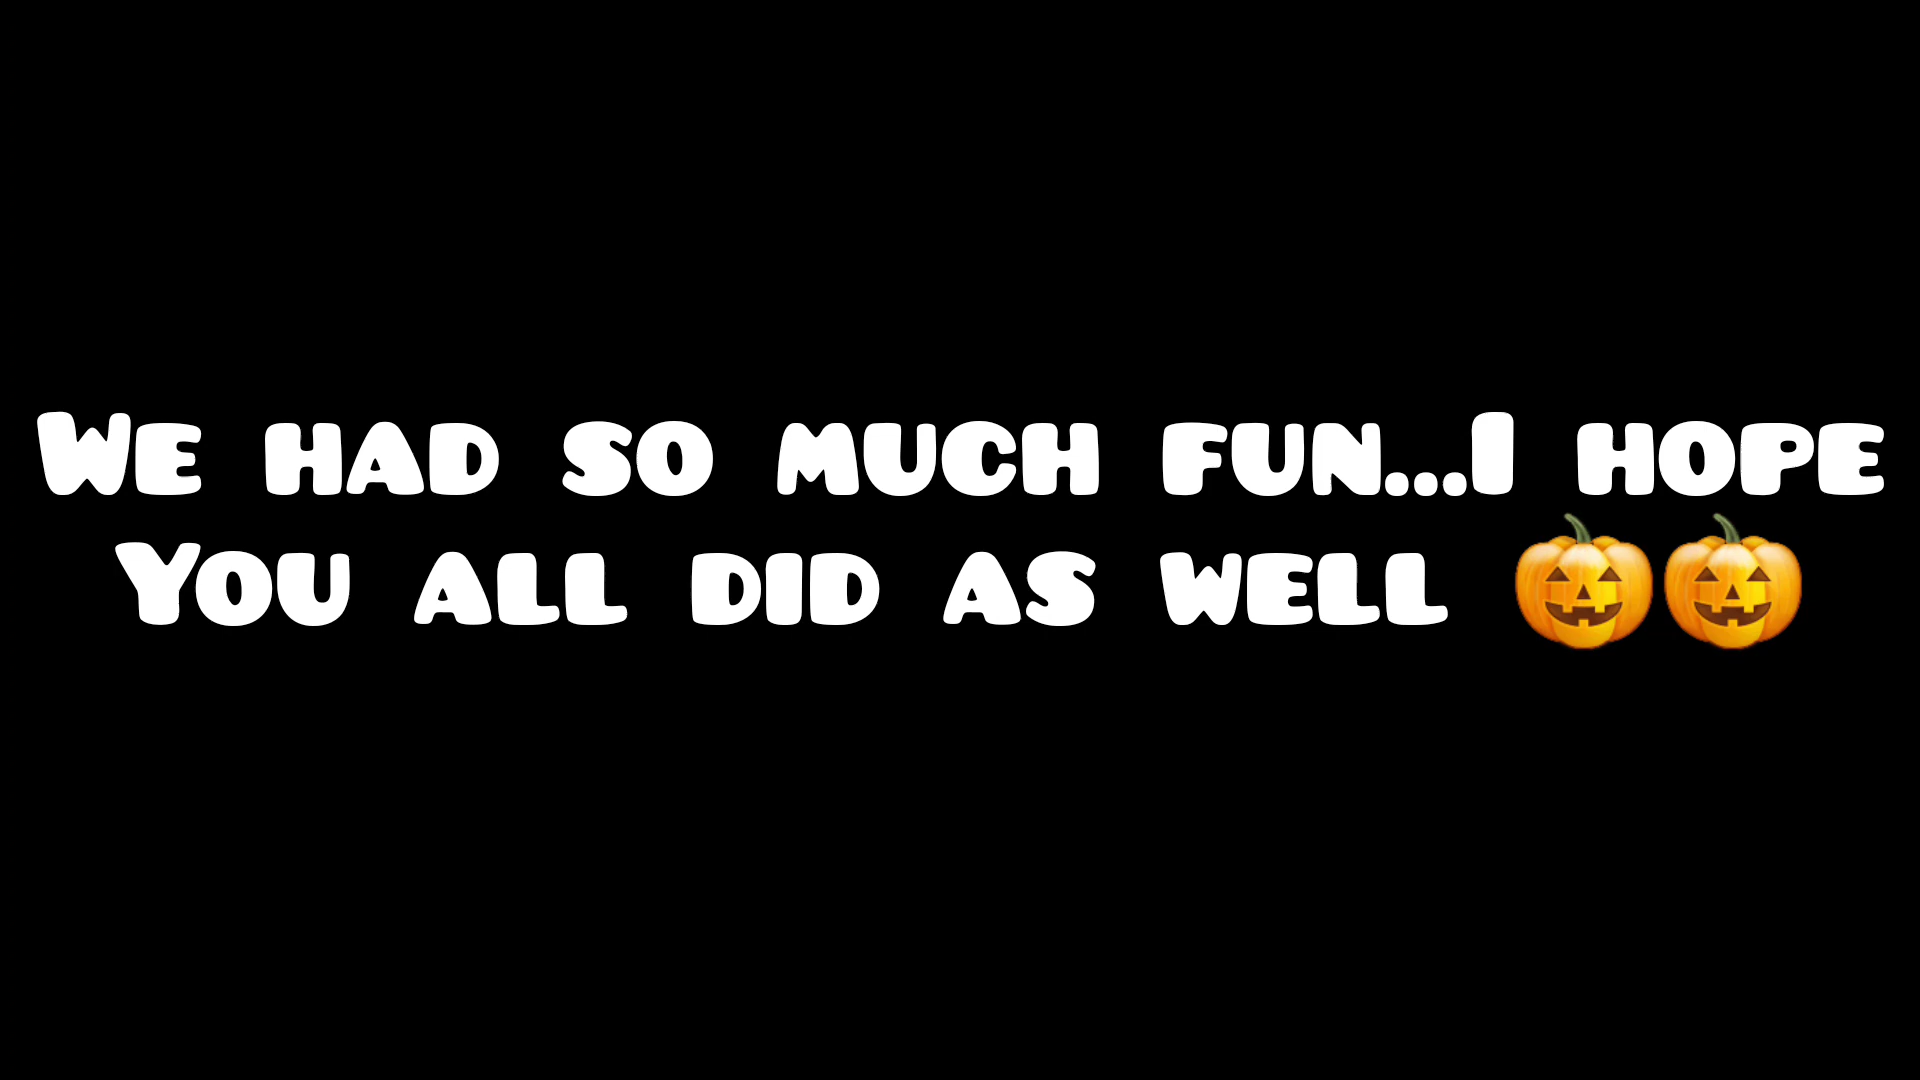 We had so much fun...I hope
You all did as well 🎃🎃